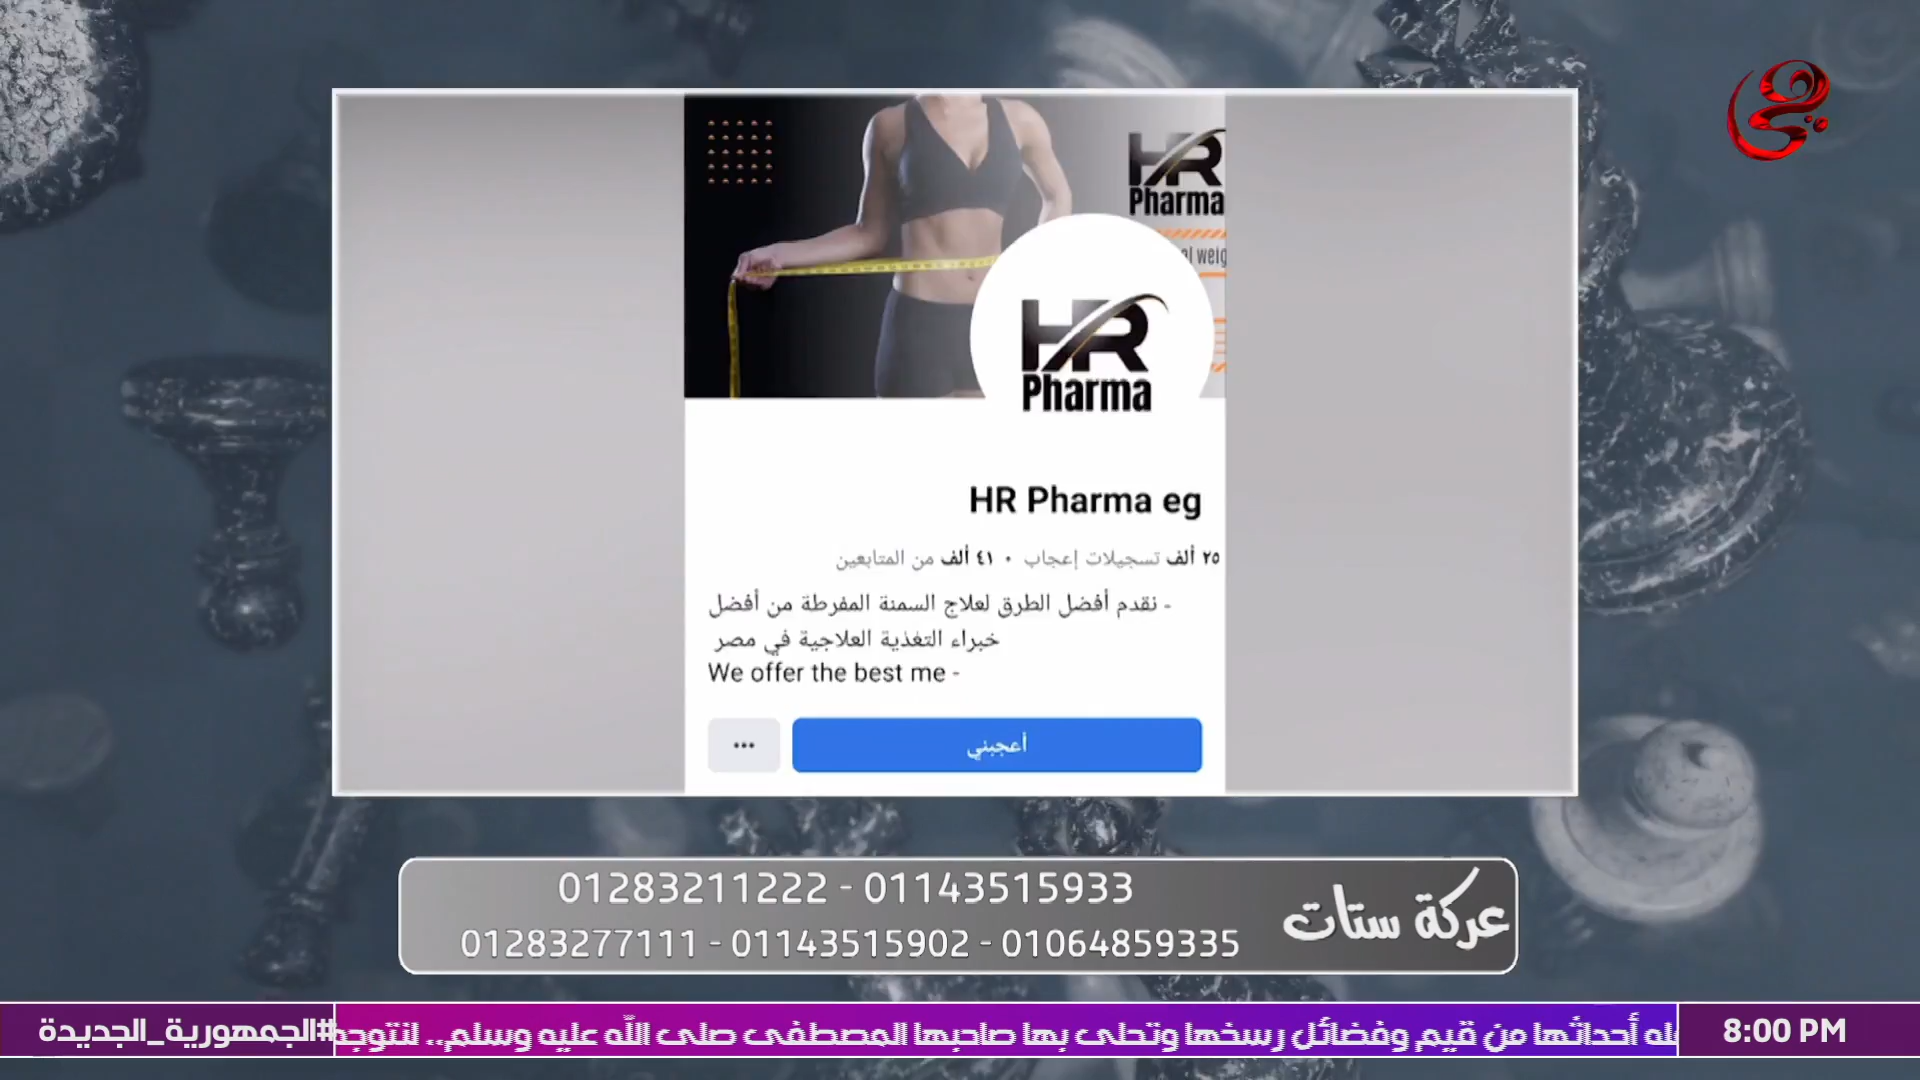 HR
Pharma
al weig
HR
Pharma
HR Pharma eg
٢٥ ألف تسجيلات إعجاب • ٤١ ألف من المتابعين
- نقدم أفضل الطرق لعلاج السمنة المفرطة من أفضل
خبراء التغذية العلاجية في مصر
We offer the best me -
أعجبني
عركة ستات
01283211222 - 01143515933
01283277111 - 01143515902 - 01064859335
#الجمهورية_الجديدة
أحداثها من قيم وفضائل رسخها وتحلى بها صاحبها المصطفى صلى الله عليه وسلم.. لنتوجه
8:00 PM